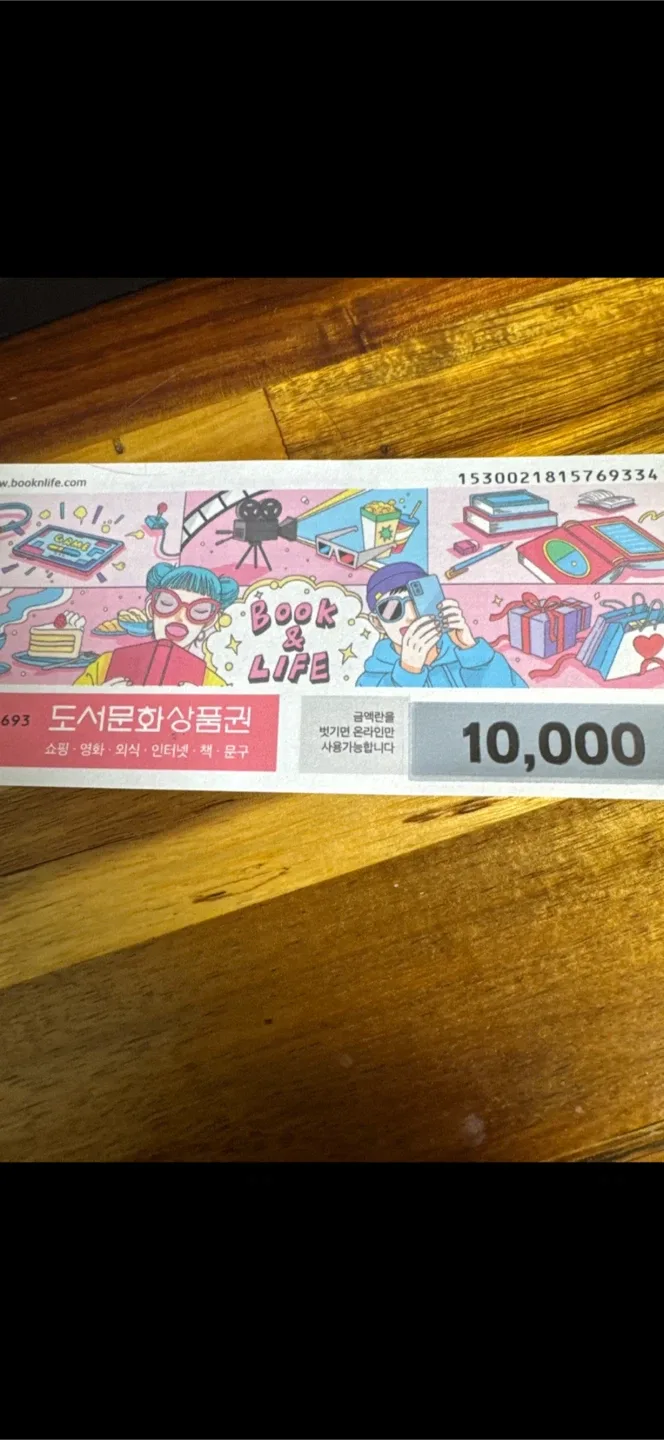 w.booknlife.com
1530021815769334
GAME
BOOK
&
LIFE
693
도서문화상품권
쇼핑 · 영화 · 외식 · 인터넷 · 책 · 문구
금액란을
벗기면 온라인만
사용가능합니다
10,000